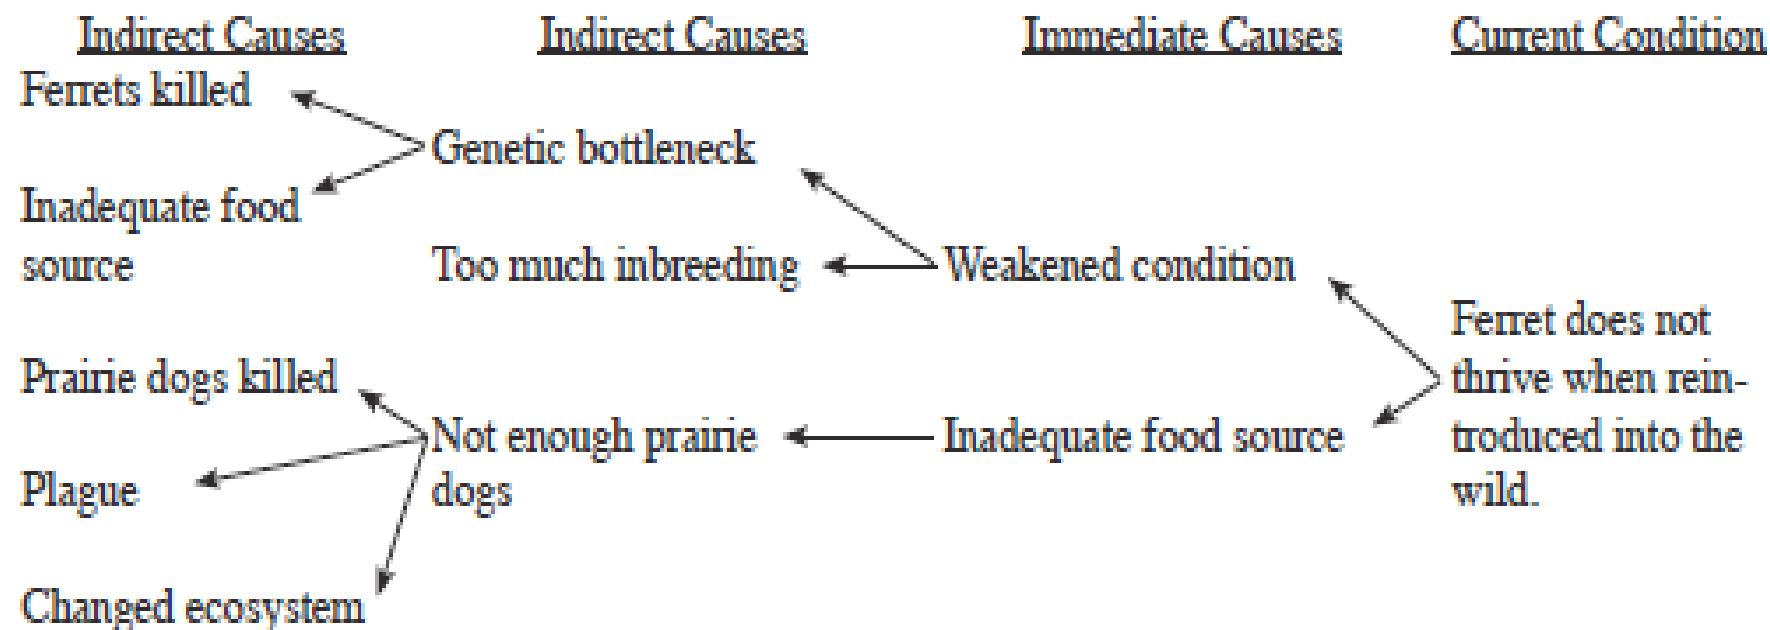 Indirect Causes
Indirect Causes
Immediate Causes
Current Condition
Ferrets killed
Genetic bottleneck
Inadequate food
source
Too much inbreeding
Weakened condition
Ferret does not
thrive when rein-
troduced into the
wild.
Prairie dogs killed
Not enough prairie
dogs
Inadequate food source
Plague
Changed ecosystem